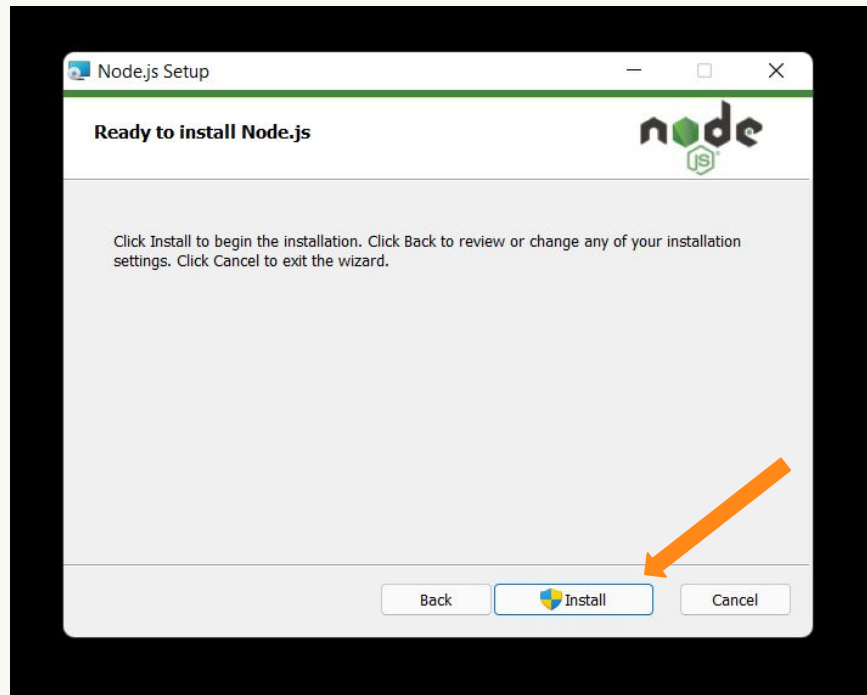 Node.js Setup
Ready to install Node.js
node
JS
Click Install to begin the installation. Click Back to review or change any of your installation
settings. Click Cancel to exit the wizard.
Back Install Cancel